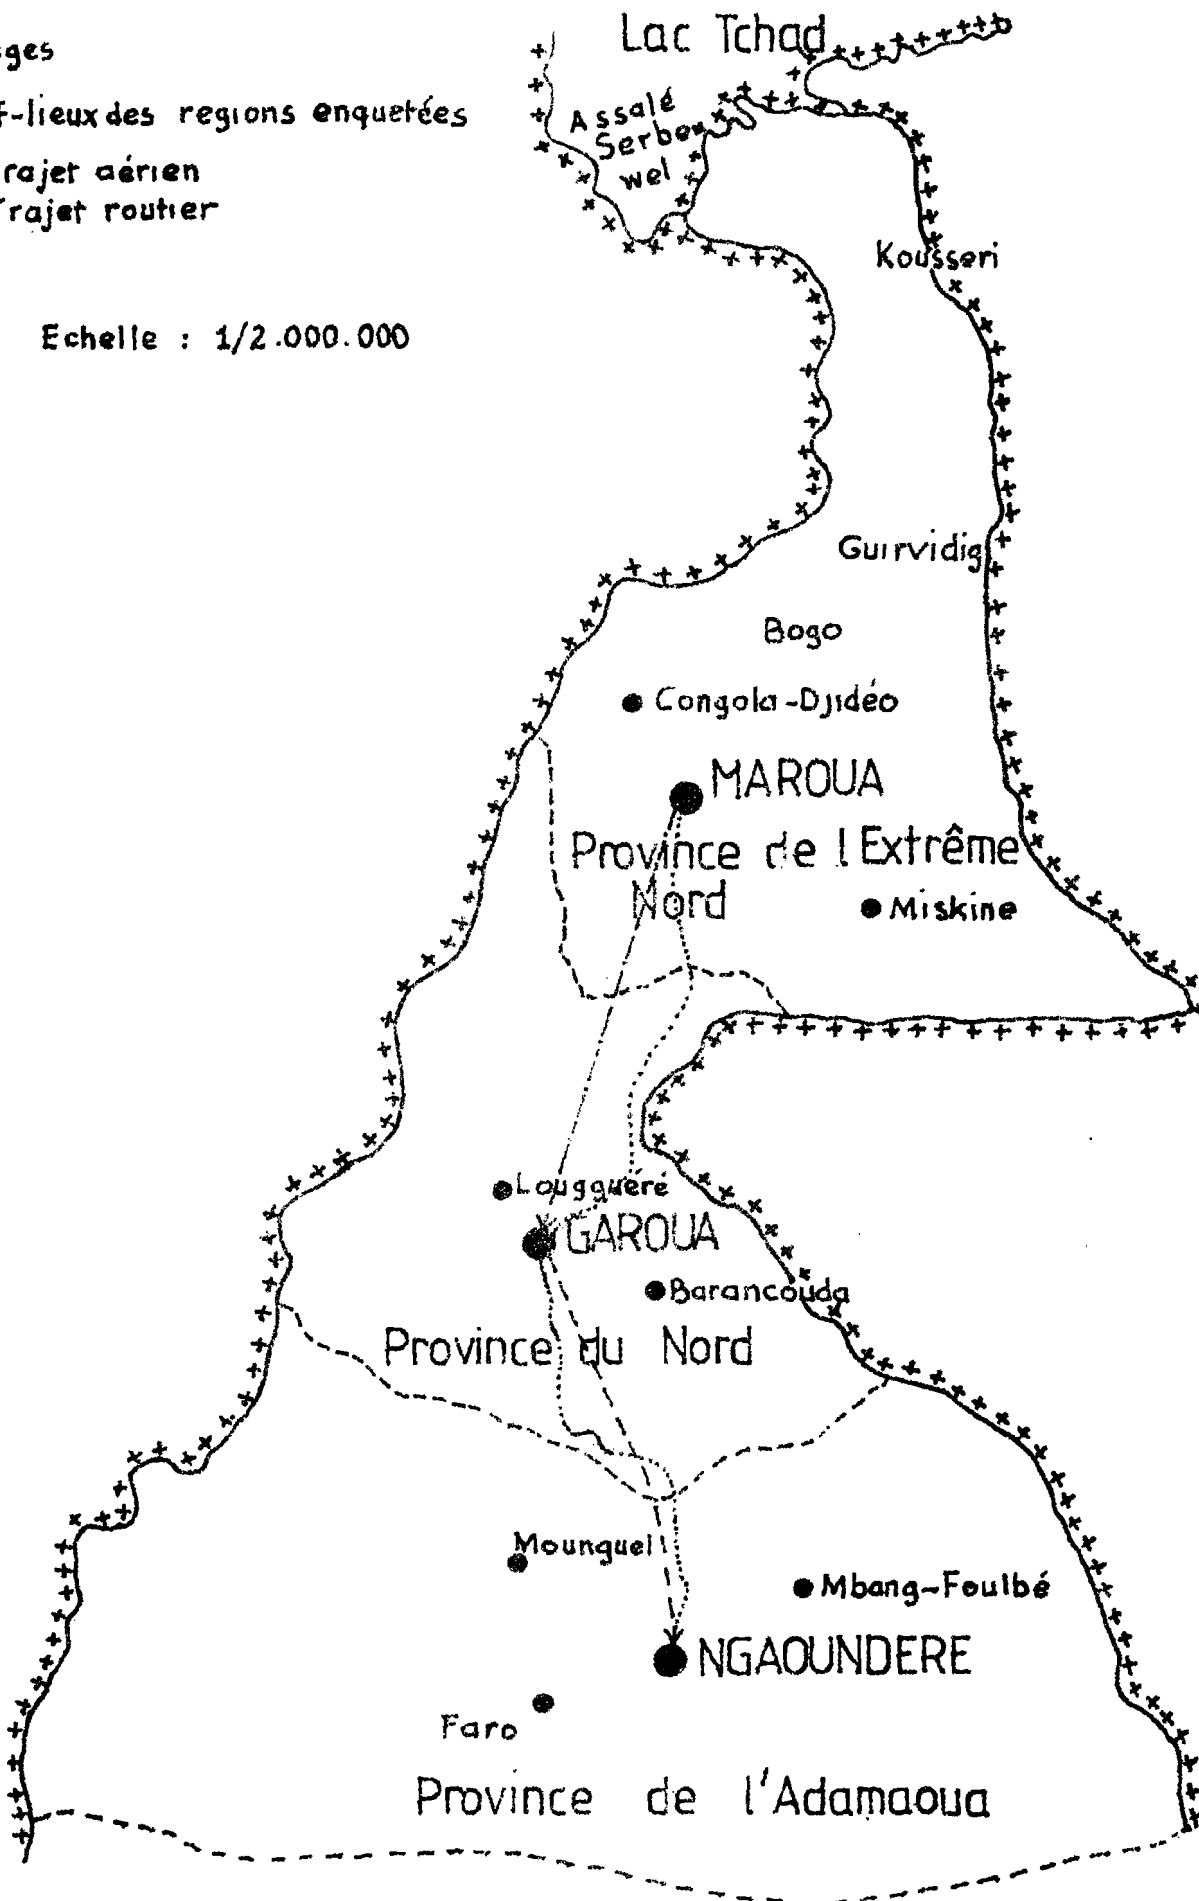 Lac Tchad
ges
f-lieux des regions enquetées
rajet aérien
Trajet routier
Echelle : 1/2.000.000
Assalé
Serbe
wel
Kousseri
Guirvidig
Bogo
Congola-Djidéo
MAROUA
Province de l Extrême
Nord
Miskine
Lougguéré
GAROUA
Barancouda
Province du Nord
Mounguel
Mbang-Foulbé
NGAOUNDERE
Faro
Province de l'Adamaoua